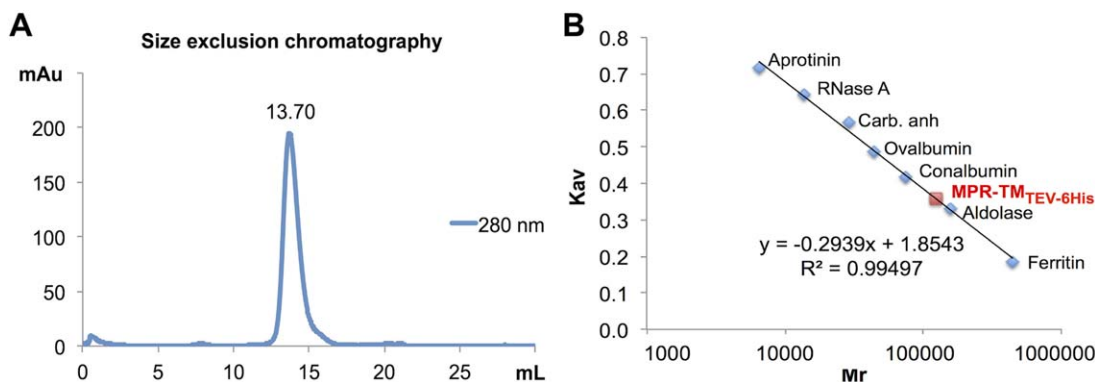 A
Size exclusion chromatography
mAu
200
150
100
50
0
13.70
280 nm
0
5
10
15
20
25
mL
B
0.8
0.7
0.6
0.5
0.4
0.3
0.2
0.1
0.0
Kav
Aprotinin
RNase A
Carb. anh
Ovalbumin
Conalbumin
MPR-TM TEV-6His
Aldolase
Ferritin
y = -0.2939x + 1.8543
R² = 0.99497
1000
10000
100000
1000000
Mr